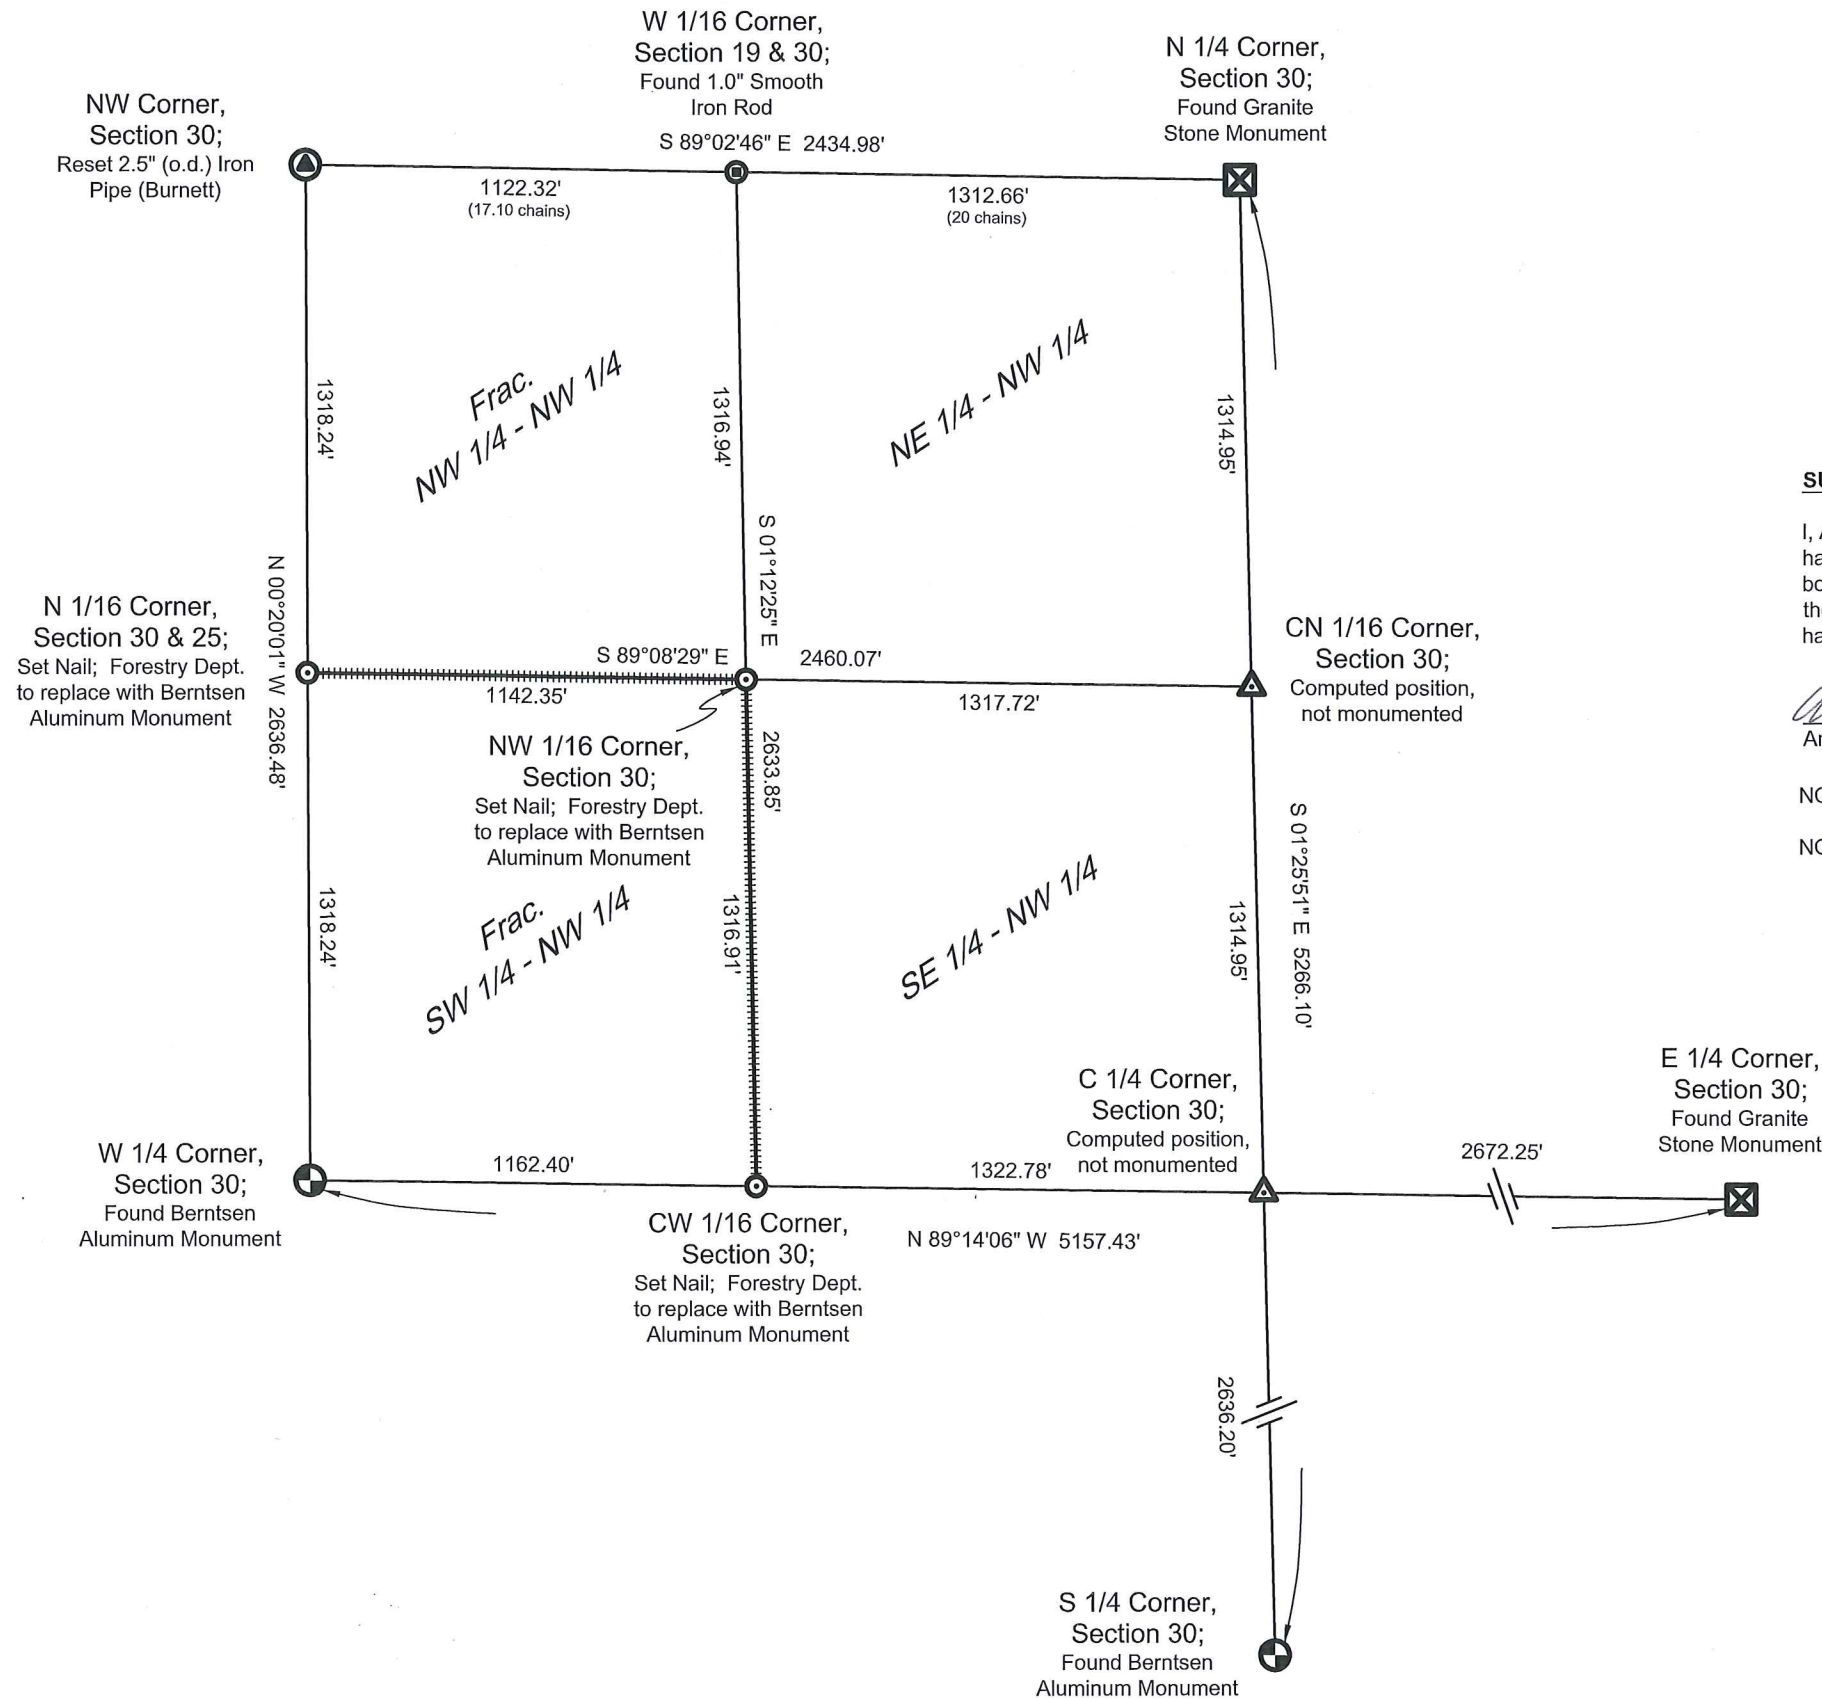 W 1/16 Corner,
Section 19 & 30;
Found 1.0" Smooth
Iron Rod
N 1/4 Corner,
Section 30;
Found Granite
Stone Monument
NW Corner,
Section 30;
Reset 2.5" (o.d.) Iron
Pipe (Burnett)
S 89°02'46" E 2434.98'
1122.32'
(17.10 chains)
1312.66'
(20 chains)
1318.24'
Frac.
NW 1/4 - NW 1/4
1316.94'
NE 1/4 - NW 1/4
1314.95'
N 00°20'01" W 2636.48'
S 01°12'25" E
2633.85'
N 1/16 Corner,
Section 30 & 25;
Set Nail; Forestry Dept.
to replace with Berntsen
Aluminum Monument
S 89°08'29" E 2460.07'
1142.35'
1317.72'
CN 1/16 Corner,
Section 30;
Computed position,
not monumented
NW 1/16 Corner,
Section 30;
Set Nail; Forestry Dept.
to replace with Berntsen
Aluminum Monument
1318.24'
Frac.
SW 1/4 - NW 1/4
1316.91'
SE 1/4 - NW 1/4
1314.95'
S 01°25'51" E 5266.10'
C 1/4 Corner,
Section 30;
Computed position,
not monumented
E 1/4 Corner,
Section 30;
Found Granite
Stone Monument
2672.25'
W 1/4 Corner,
Section 30;
Found Berntsen
Aluminum Monument
1162.40'
1322.78'
CW 1/16 Corner,
Section 30;
Set Nail; Forestry Dept.
to replace with Berntsen
Aluminum Monument
N 89°14'06" W 5157.43'
2636.20'
S 1/4 Corner,
Section 30;
Found Berntsen
Aluminum Monument
I,